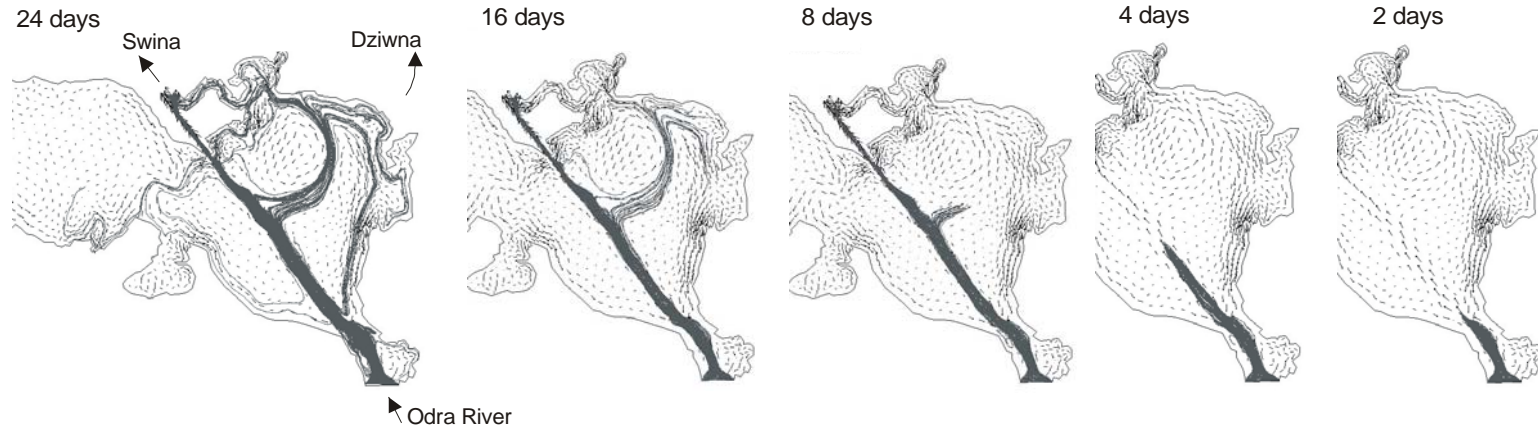 24 days
16 days
8 days
4 days
2 days
Swina
Dziwna
Odra River